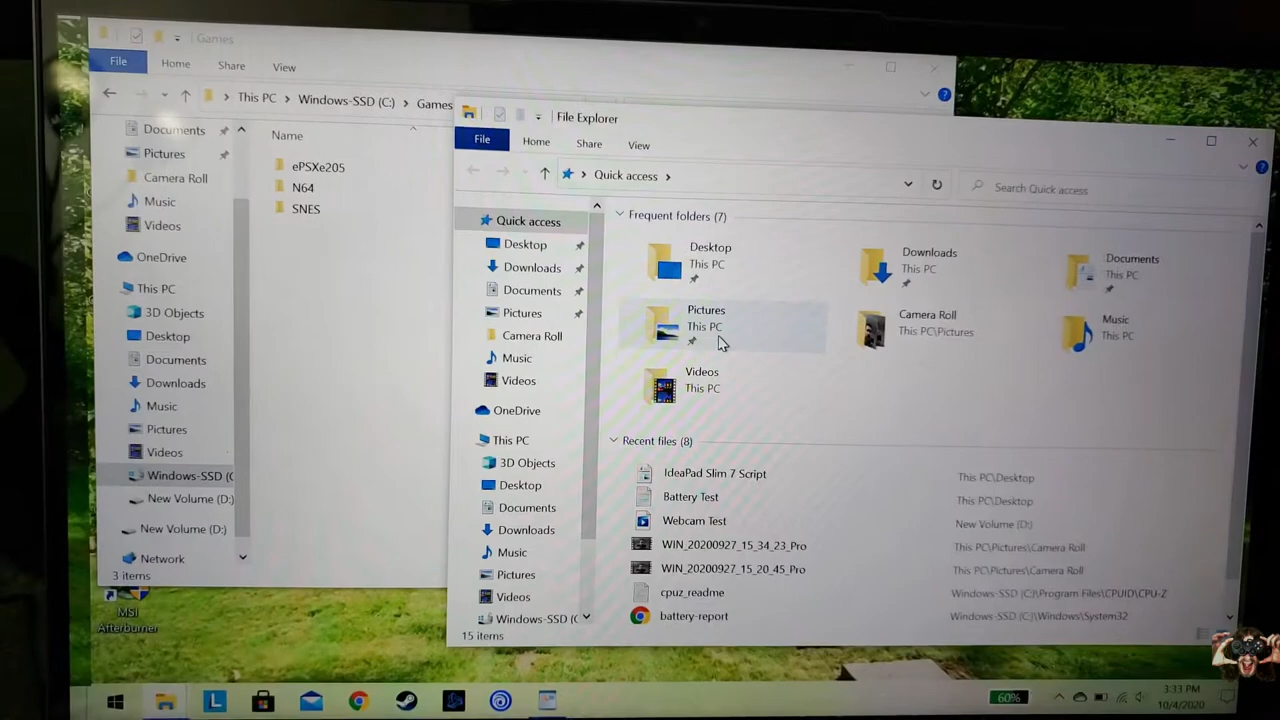 Games
File Home Share View
This PC Windows-SSD (C:) Games
Documents
Pictures
Camera Roll
Music
Videos
OneDrive
This PC
3D Objects
Desktop
Documents
Downloads
Music
Pictures
Videos
Windows-SSD (C
New Volume (D:)
New Volume (D:)
Network
3 items
Name
ePSXe205
N64
SNES
File Explorer
File Home Share View
Quick access
Search Quick access
Quick access
Desktop
Downloads
Documents
Pictures
Camera Roll
Music
Videos
OneDrive
This PC
3D Objects
Desktop
Documents
Downloads
Music
Pictures
Videos
Windows-SSD (C
15 items
Frequent folders (7)
Desktop
This PC
Downloads
This PC
Documents
This PC
Pictures
This PC
Camera Roll
This PC\Pictures
Music
This PC
Videos
This PC
Recent files (8)
IdeaPad Slim 7 Script This PC\Desktop
Battery Test This PC\Desktop
Webcam Test New Volume (D:)
WIN_20200927_15_34_23_Pro This PC\Pictures\Camera Roll
WIN_20200927_15_20_45_Pro This PC\Pictures\Camera Roll
cpuz_readme Windows-SSD (C:)\Program Files\CPUID\CPU-Z
battery-report Windows-SSD (C:)\Windows\System32
MSI
Afterburner
L
60%
3:33 PM
10/4/2020